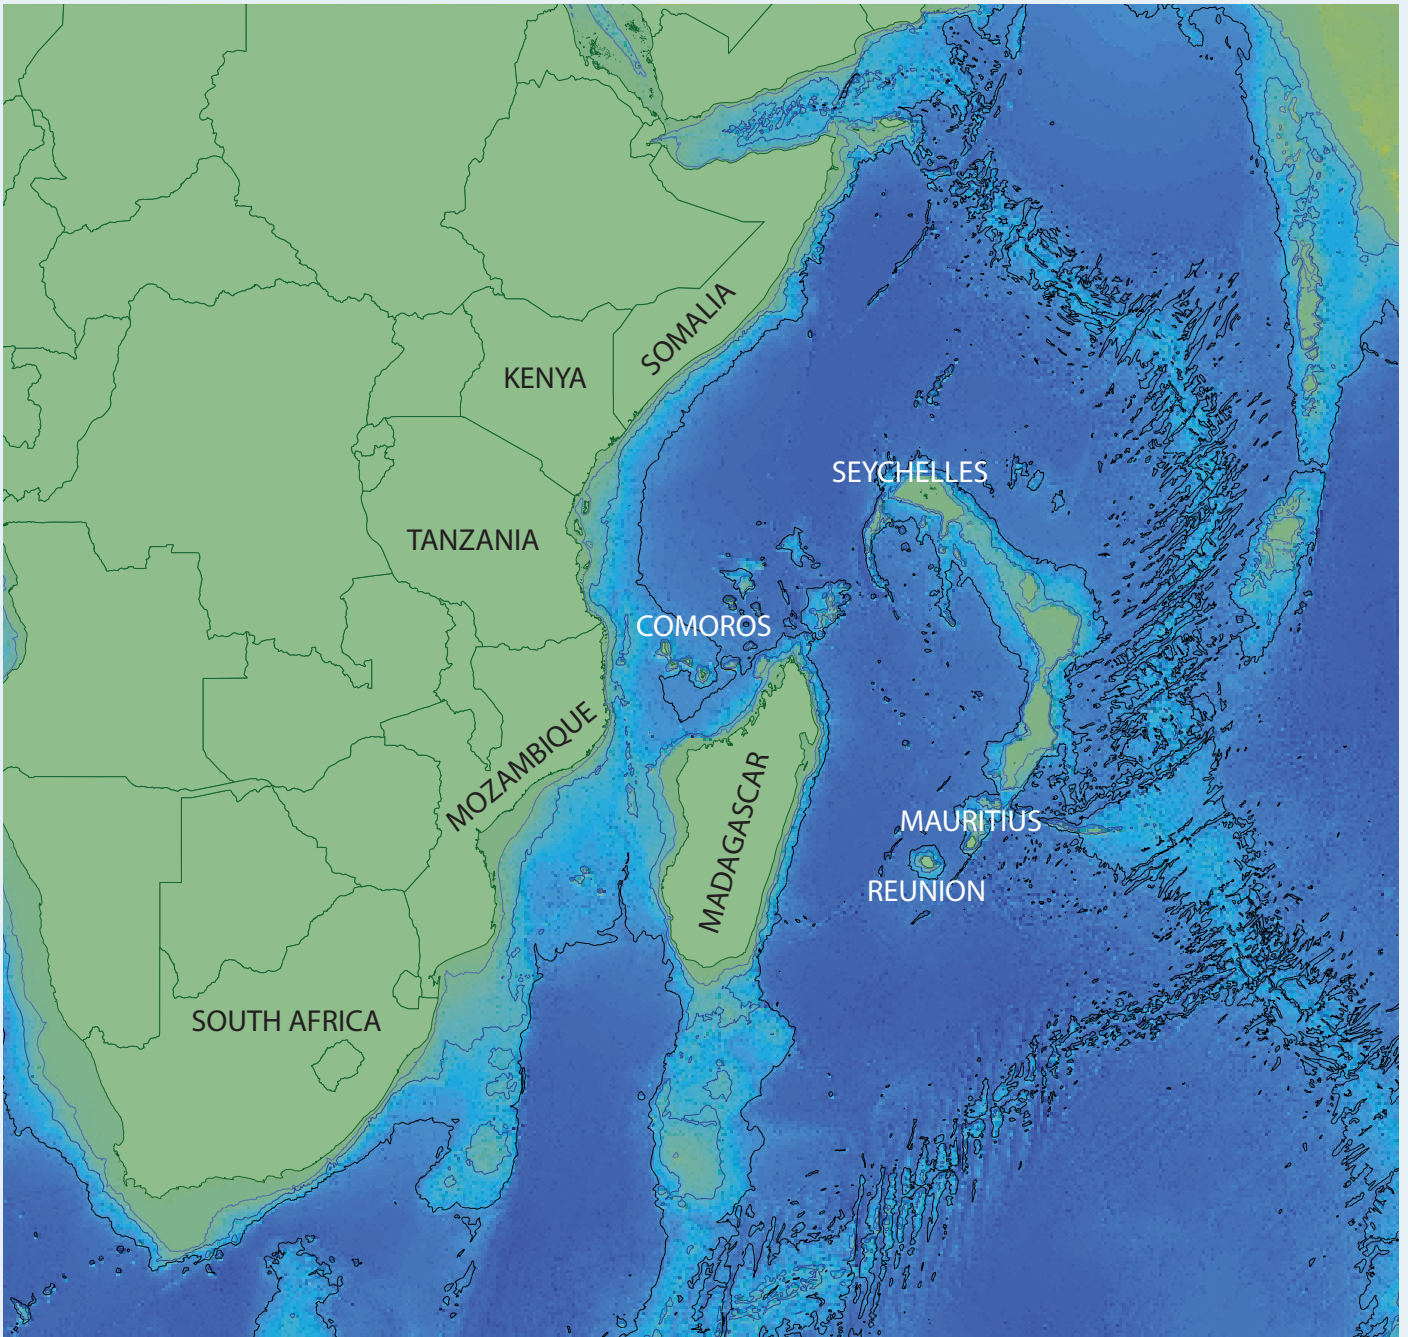 SOMALIA
KENYA
SEYCHELLES
TANZANIA
COMOROS
MOZAMBIQUE
MADAGASCAR
MAURITIUS
REUNION
SOUTH AFRICA